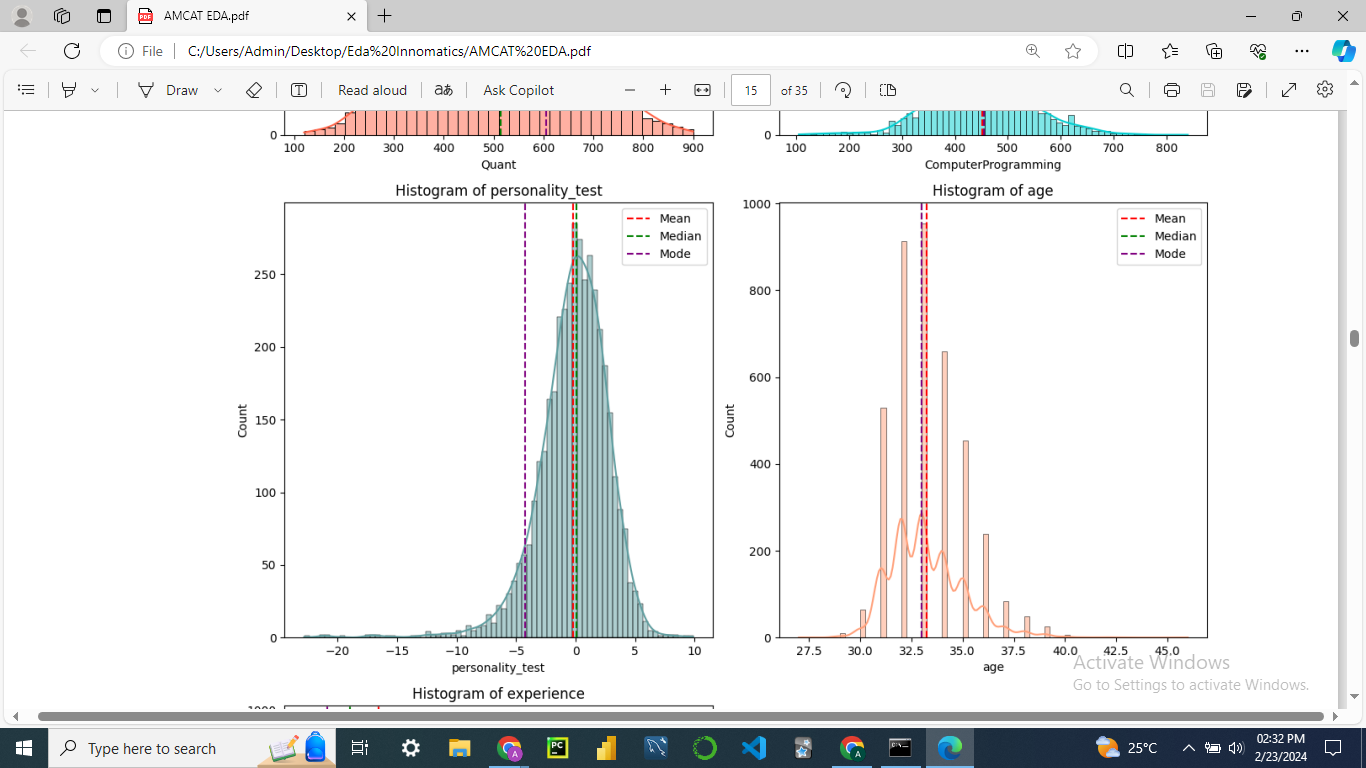 AMCAT EDA.pdf
File C:/Users/Admin/Desktop/Eda%20Innomatics/AMCAT%20EDA.pdf
Draw Read aloud aあ Ask Copilot 15 of 35
0
100 200 300 400 500 600 700 800 900
Quant
0
100 200 300 400 500 600 700 800
ComputerProgramming
Histogram of personality_test
Mean
Median
Mode
250
200
150
100
50
0
Count
−20 −15 −10 −5 0 5 10
personality_test
Histogram of age
Mean
Median
Mode
1000
800
600
400
200
0
Count
27.5 30.0 32.5 35.0 37.5 40.0 42.5 45.0
age
Activate Windows
Go to Settings to activate Windows.
Histogram of experience
1000
Type here to search
25°C
02:32 PM
2/23/2024